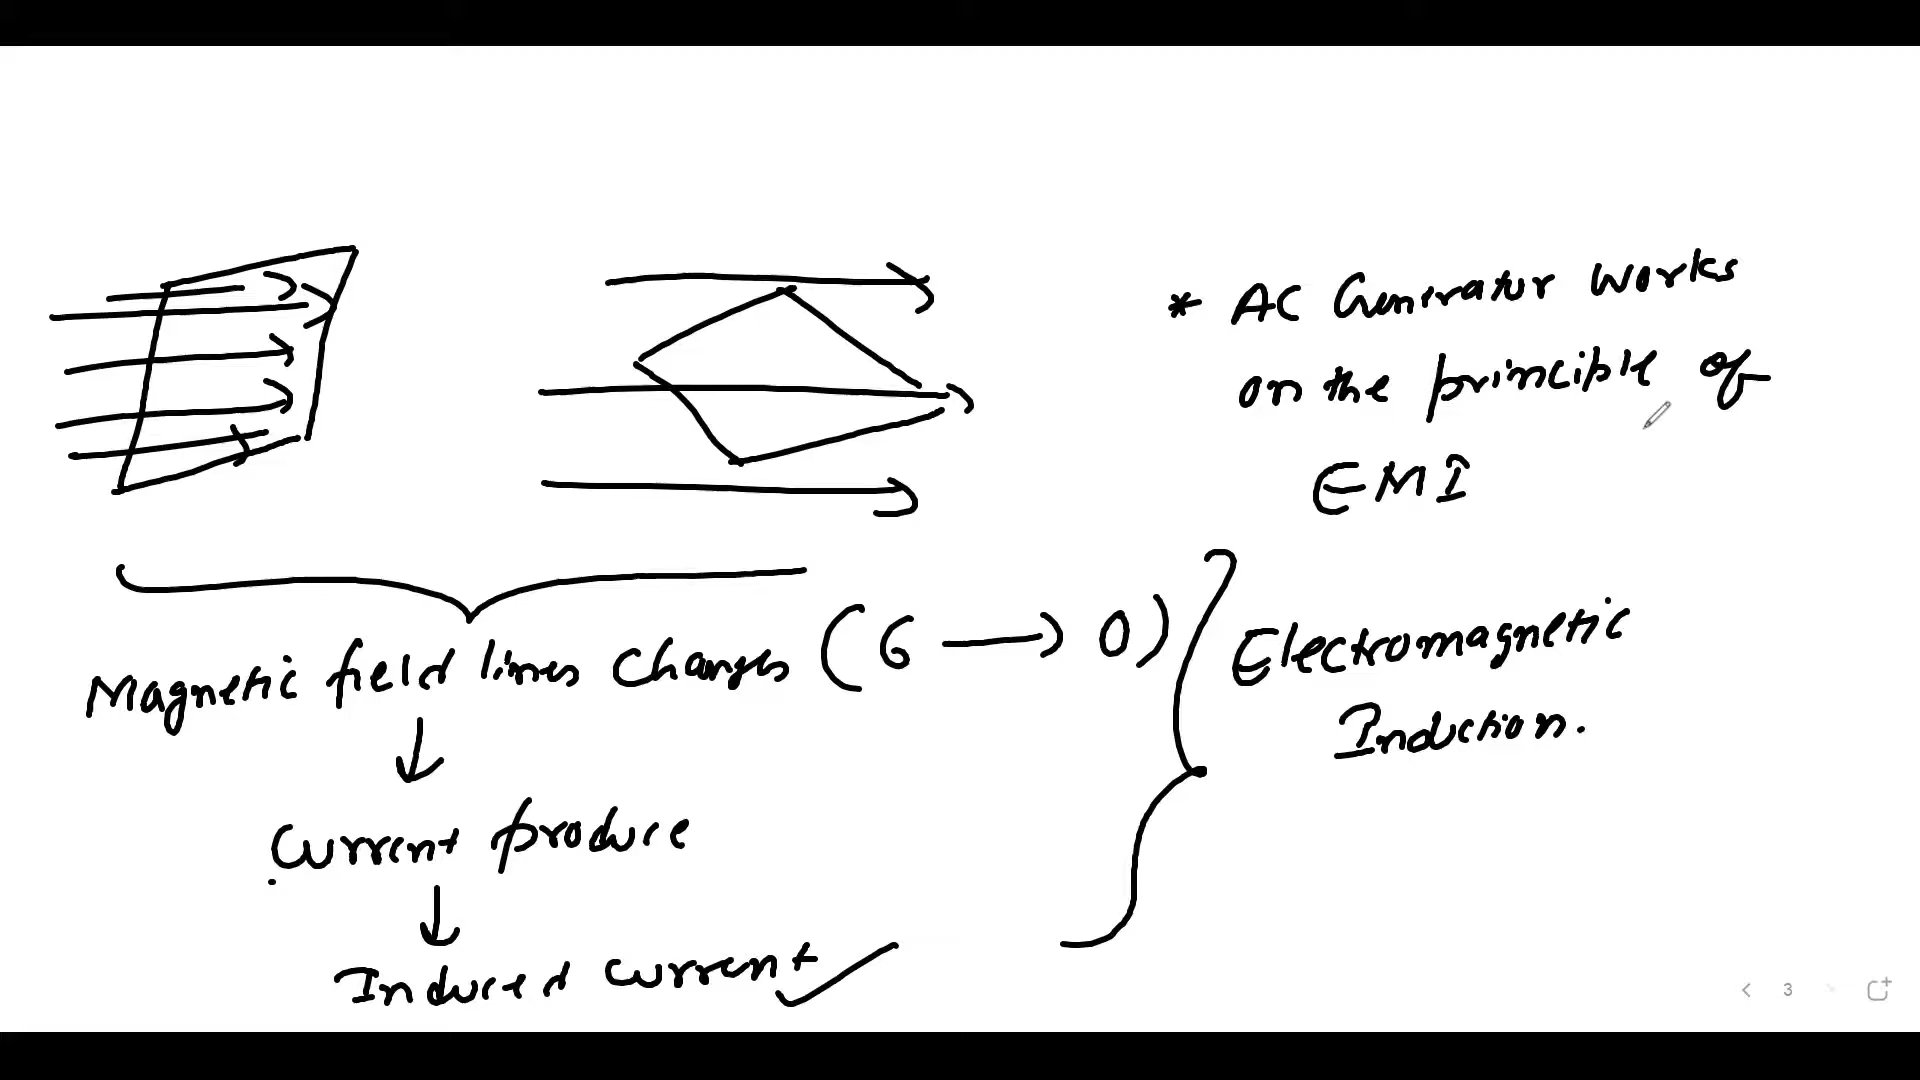 * AC Generator works
on the principle of
EMI
Magnetic field lines changes (6 → 0)
↓
Current produce
↓
Induced current ✓
Electromagnetic
Induction.
3